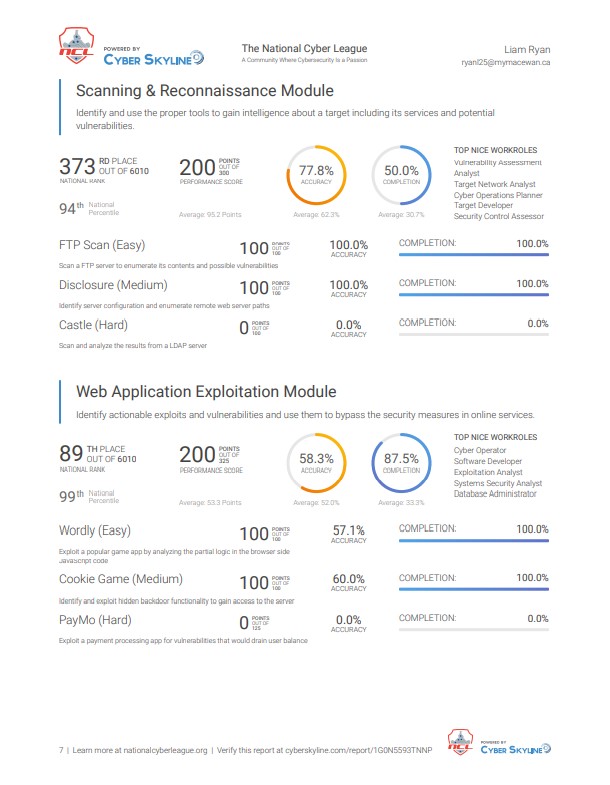 NCL
POWERED BY
CYBER SKYLINE
The National Cyber League
A Community Where Cybersecurity Is a Passion
Liam Ryan
ryanl25@mymacewan.ca
Scanning & Reconnaissance Module
Identify and use the proper tools to gain intelligence about a target including its services and potential
vulnerabilities.
373 RD PLACE
OUT OF 6010
NATIONAL RANK
94th National
Percentile
200 POINTS
OUT OF
300
PERFORMANCE SCORE
Average: 95.2 Points
77.8%
ACCURACY
Average: 62.3%
50.0%
COMPLETION
Average: 30.7%
TOP NICE WORKROLES
Vulnerability Assessment
Analyst
Target Network Analyst
Cyber Operations Planner
Target Developer
Security Control Assessor
FTP Scan (Easy)
100 POINTS
OUT OF
100
100.0%
ACCURACY
COMPLETION: 100.0%
Scan a FTP server to enumerate its contents and possible vulnerabilities
Disclosure (Medium)
100 POINTS
OUT OF
100
100.0%
ACCURACY
COMPLETION: 100.0%
Identify server configuration and enumerate remote web server paths
Castle (Hard)
0 POINTS
OUT OF
100
0.0%
ACCURACY
COMPLETION: 0.0%
Scan and analyze the results from a LDAP server
Web Application Exploitation Module
Identify actionable exploits and vulnerabilities and use them to bypass the security measures in online services.
89 TH PLACE
OUT OF 6010
NATIONAL RANK
99th National
Percentile
200 POINTS
OUT OF
325
PERFORMANCE SCORE
Average: 53.3 Points
58.3%
ACCURACY
Average: 52.0%
87.5%
COMPLETION
Average: 33.3%
TOP NICE WORKROLES
Cyber Operator
Software Developer
Exploitation Analyst
Systems Security Analyst
Database Administrator
Wordly (Easy)
100 POINTS
OUT OF
100
57.1%
ACCURACY
COMPLETION: 100.0%
Exploit a popular game app by analyzing the partial logic in the browser side
JavaScript code
Cookie Game (Medium)
100 POINTS
OUT OF
100
60.0%
ACCURACY
COMPLETION: 100.0%
Identify and exploit hidden backdoor functionality to gain access to the server
PayMo (Hard)
0 POINTS
OUT OF
125
0.0%
ACCURACY
COMPLETION: 0.0%
Exploit a payment processing app for vulnerabilities that would drain user balance
7 | Learn more at nationalcyberleague.org | Verify this report at cyberskyline.com/report/1G0N5593TNNP
NCL
POWERED BY
CYBER SKYLINE